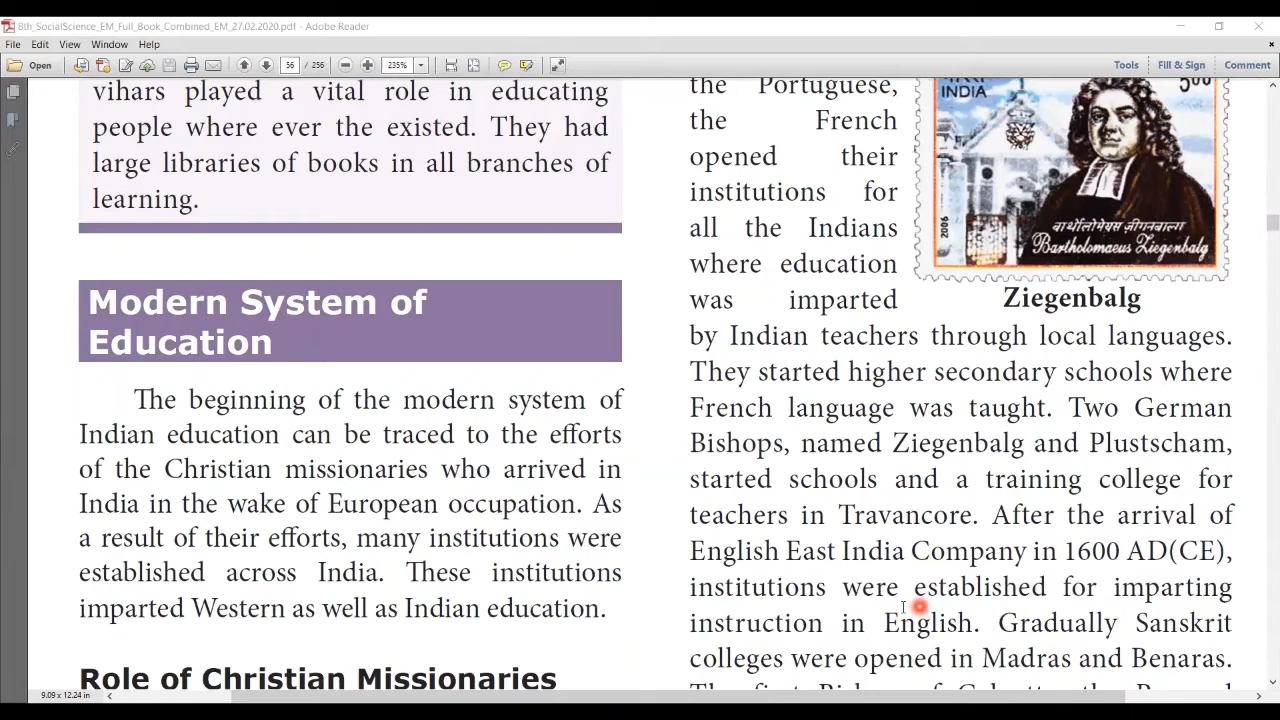 8th_SocialScience_EM_Full_Book_Combined_EM_27.02.2020.pdf - Adobe Reader
File Edit View Window Help
Open 56 / 256 235% Tools Fill & Sign Comment
vihars played a vital role in educating
people where ever the existed. They had
large libraries of books in all branches of
learning.
Modern System of
Education
The beginning of the modern system of
Indian education can be traced to the efforts
of the Christian missionaries who arrived in
India in the wake of European occupation. As
a result of their efforts, many institutions were
established across India. These institutions
imparted Western as well as Indian education.
Role of Christian Missionaries
the Portuguese,
the French
opened their
institutions for
all the Indians
where education
was imparted
INDIA
500
2006
बार्थोलोमेयस ज़ीगनबाल्ग
Bartholomaeus Ziegenbalg
Ziegenbalg
by Indian teachers through local languages.
They started higher secondary schools where
French language was taught. Two German
Bishops, named Ziegenbalg and Plustscham,
started schools and a training college for
teachers in Travancore. After the arrival of
English East India Company in 1600 AD(CE),
institutions were established for imparting
instruction in English. Gradually Sanskrit
colleges were opened in Madras and Benaras.
9.09 x 12.24 in